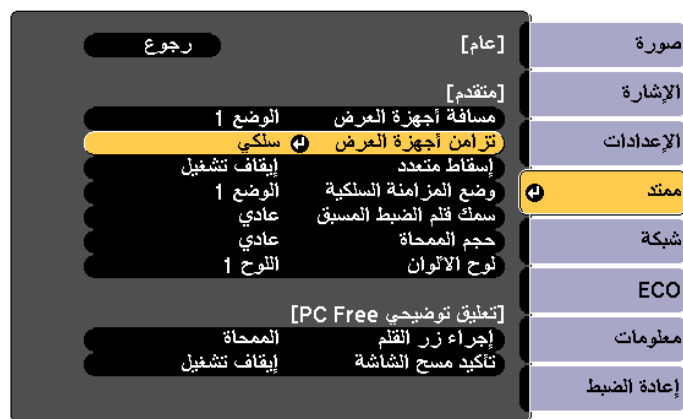 صورة
الإشارة
الإعدادات
ممتد
شبكة
ECO
معلومات
إعادة الضبط
[عام] رجوع
[متقدم]
مسافة أجهزة العرض الوضع 1
تزامن أجهزة العرض سلكي
إسقاط متعدد إيقاف تشغيل
وضع المزامنة السلكية الوضع 1
سمك قلم الضبط المسبق عادي
حجم الممحاة عادي
لوح الألوان اللوح 1
[تعليق توضيحي PC Free]
إجراء زر القلم الممحاة
تأكيد مسح الشاشة إيقاف تشغيل